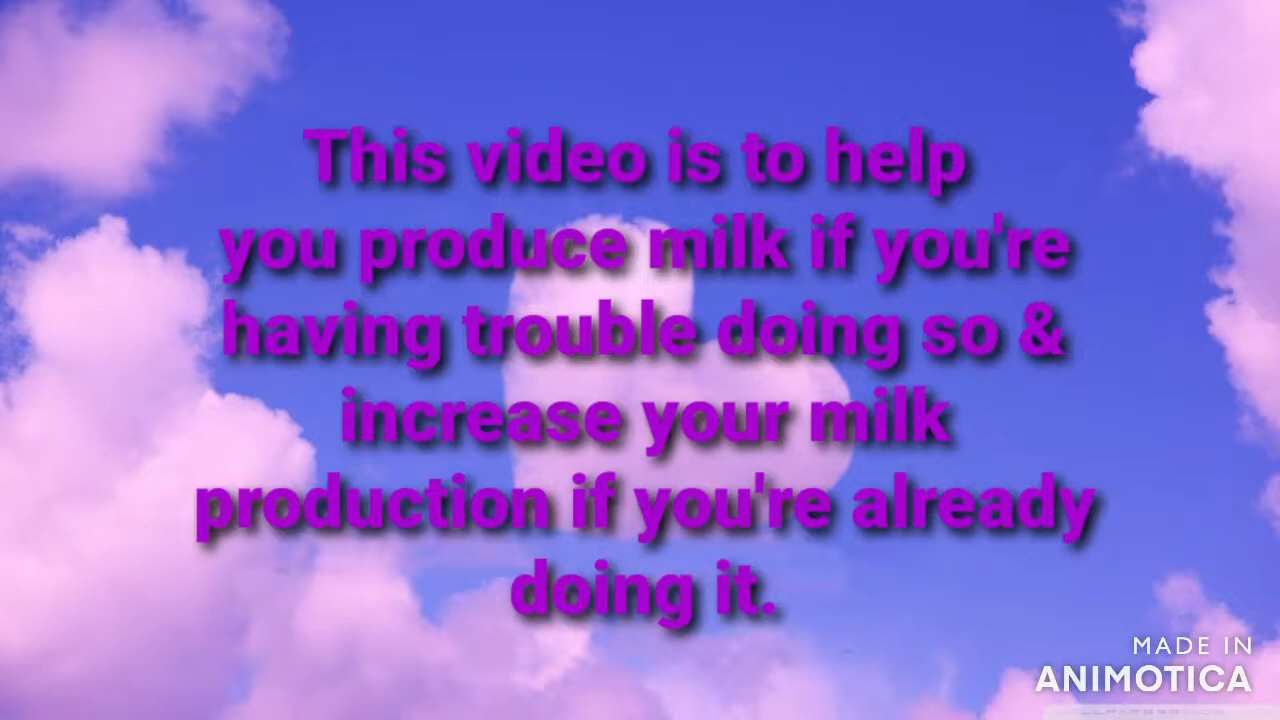 This video is to help
you produce milk if you're
having trouble doing so &
increase your milk
production if you're already
doing it.
MADE IN
ANIMOTICA